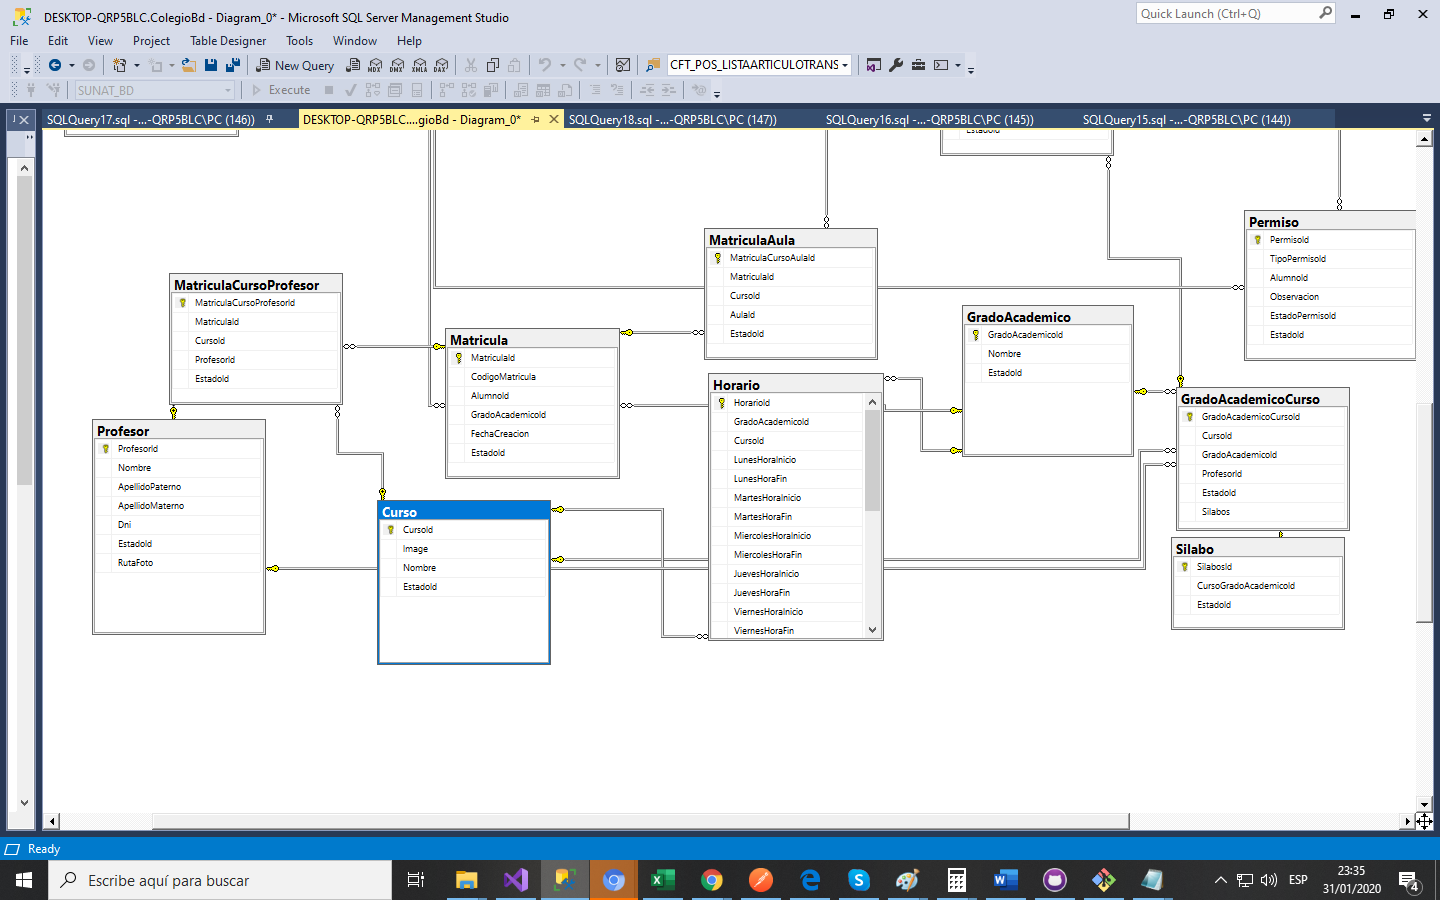 DESKTOP-QRP5BLC.ColegioBd - Diagram_0* - Microsoft SQL Server Management Studio
Quick Launch (Ctrl+Q)
File Edit View Project Table Designer Tools Window Help
New Query
MDX DMX XMLA DAX
CFT_POS_LISTAARTICULOTRANS
SUNAT_BD
Execute
SQLQuery17.sql -...-QRP5BLC\PC (146))
DESKTOP-QRP5BLC....gioBd - Diagram_0*
SQLQuery18.sql -...-QRP5BLC\PC (147))
SQLQuery16.sql -...-QRP5BLC\PC (145))
SQLQuery15.sql -...-QRP5BLC\PC (144))
EstadoId
MatriculaAula
MatriculaCursoAulaId
MatriculaId
CursoId
AulaId
EstadoId
Permiso
PermisoId
TipoPermisoId
AlumnoId
Observacion
EstadoPermisoId
EstadoId
MatriculaCursoProfesor
MatriculaCursoProfesorId
MatriculaId
CursoId
ProfesorId
EstadoId
Matricula
MatriculaId
CodigoMatricula
AlumnoId
GradoAcademicoId
FechaCreacion
EstadoId
GradoAcademico
GradoAcademicoId
Nombre
EstadoId
Horario
HorarioId
GradoAcademicoId
CursoId
LunesHoraInicio
LunesHoraFin
MartesHoraInicio
MartesHoraFin
MiercolesHoraInicio
MiercolesHoraFin
JuevesHoraInicio
JuevesHoraFin
ViernesHoraInicio
ViernesHoraFin
GradoAcademicoCurso
GradoAcademicoCursoId
CursoId
GradoAcademicoId
ProfesorId
EstadoId
Silabos
Profesor
ProfesorId
Nombre
ApellidoPaterno
ApellidoMaterno
Dni
EstadoId
RutaFoto
Curso
CursoId
Image
Nombre
EstadoId
Silabo
SilabosId
CursoGradoAcademicoId
EstadoId
Ready
Escribe aquí para buscar
ESP
23:35
31/01/2020
4